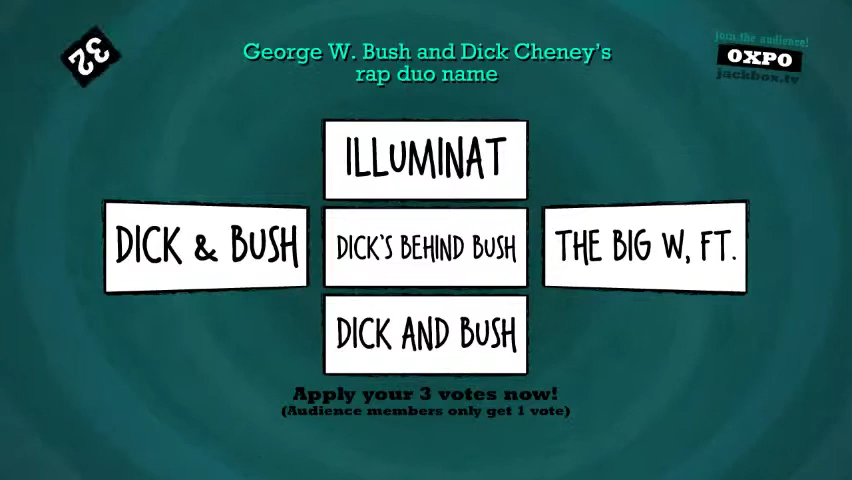 32
George W. Bush and Dick Cheney's
rap duo name
join the audience!
OXPO
jackbox.tv
ILLUMINAT
DICK & BUSH
DICK'S BEHIND BUSH
THE BIG W, FT.
DICK AND BUSH
Apply your 3 votes now!
(Audience members only get 1 vote)